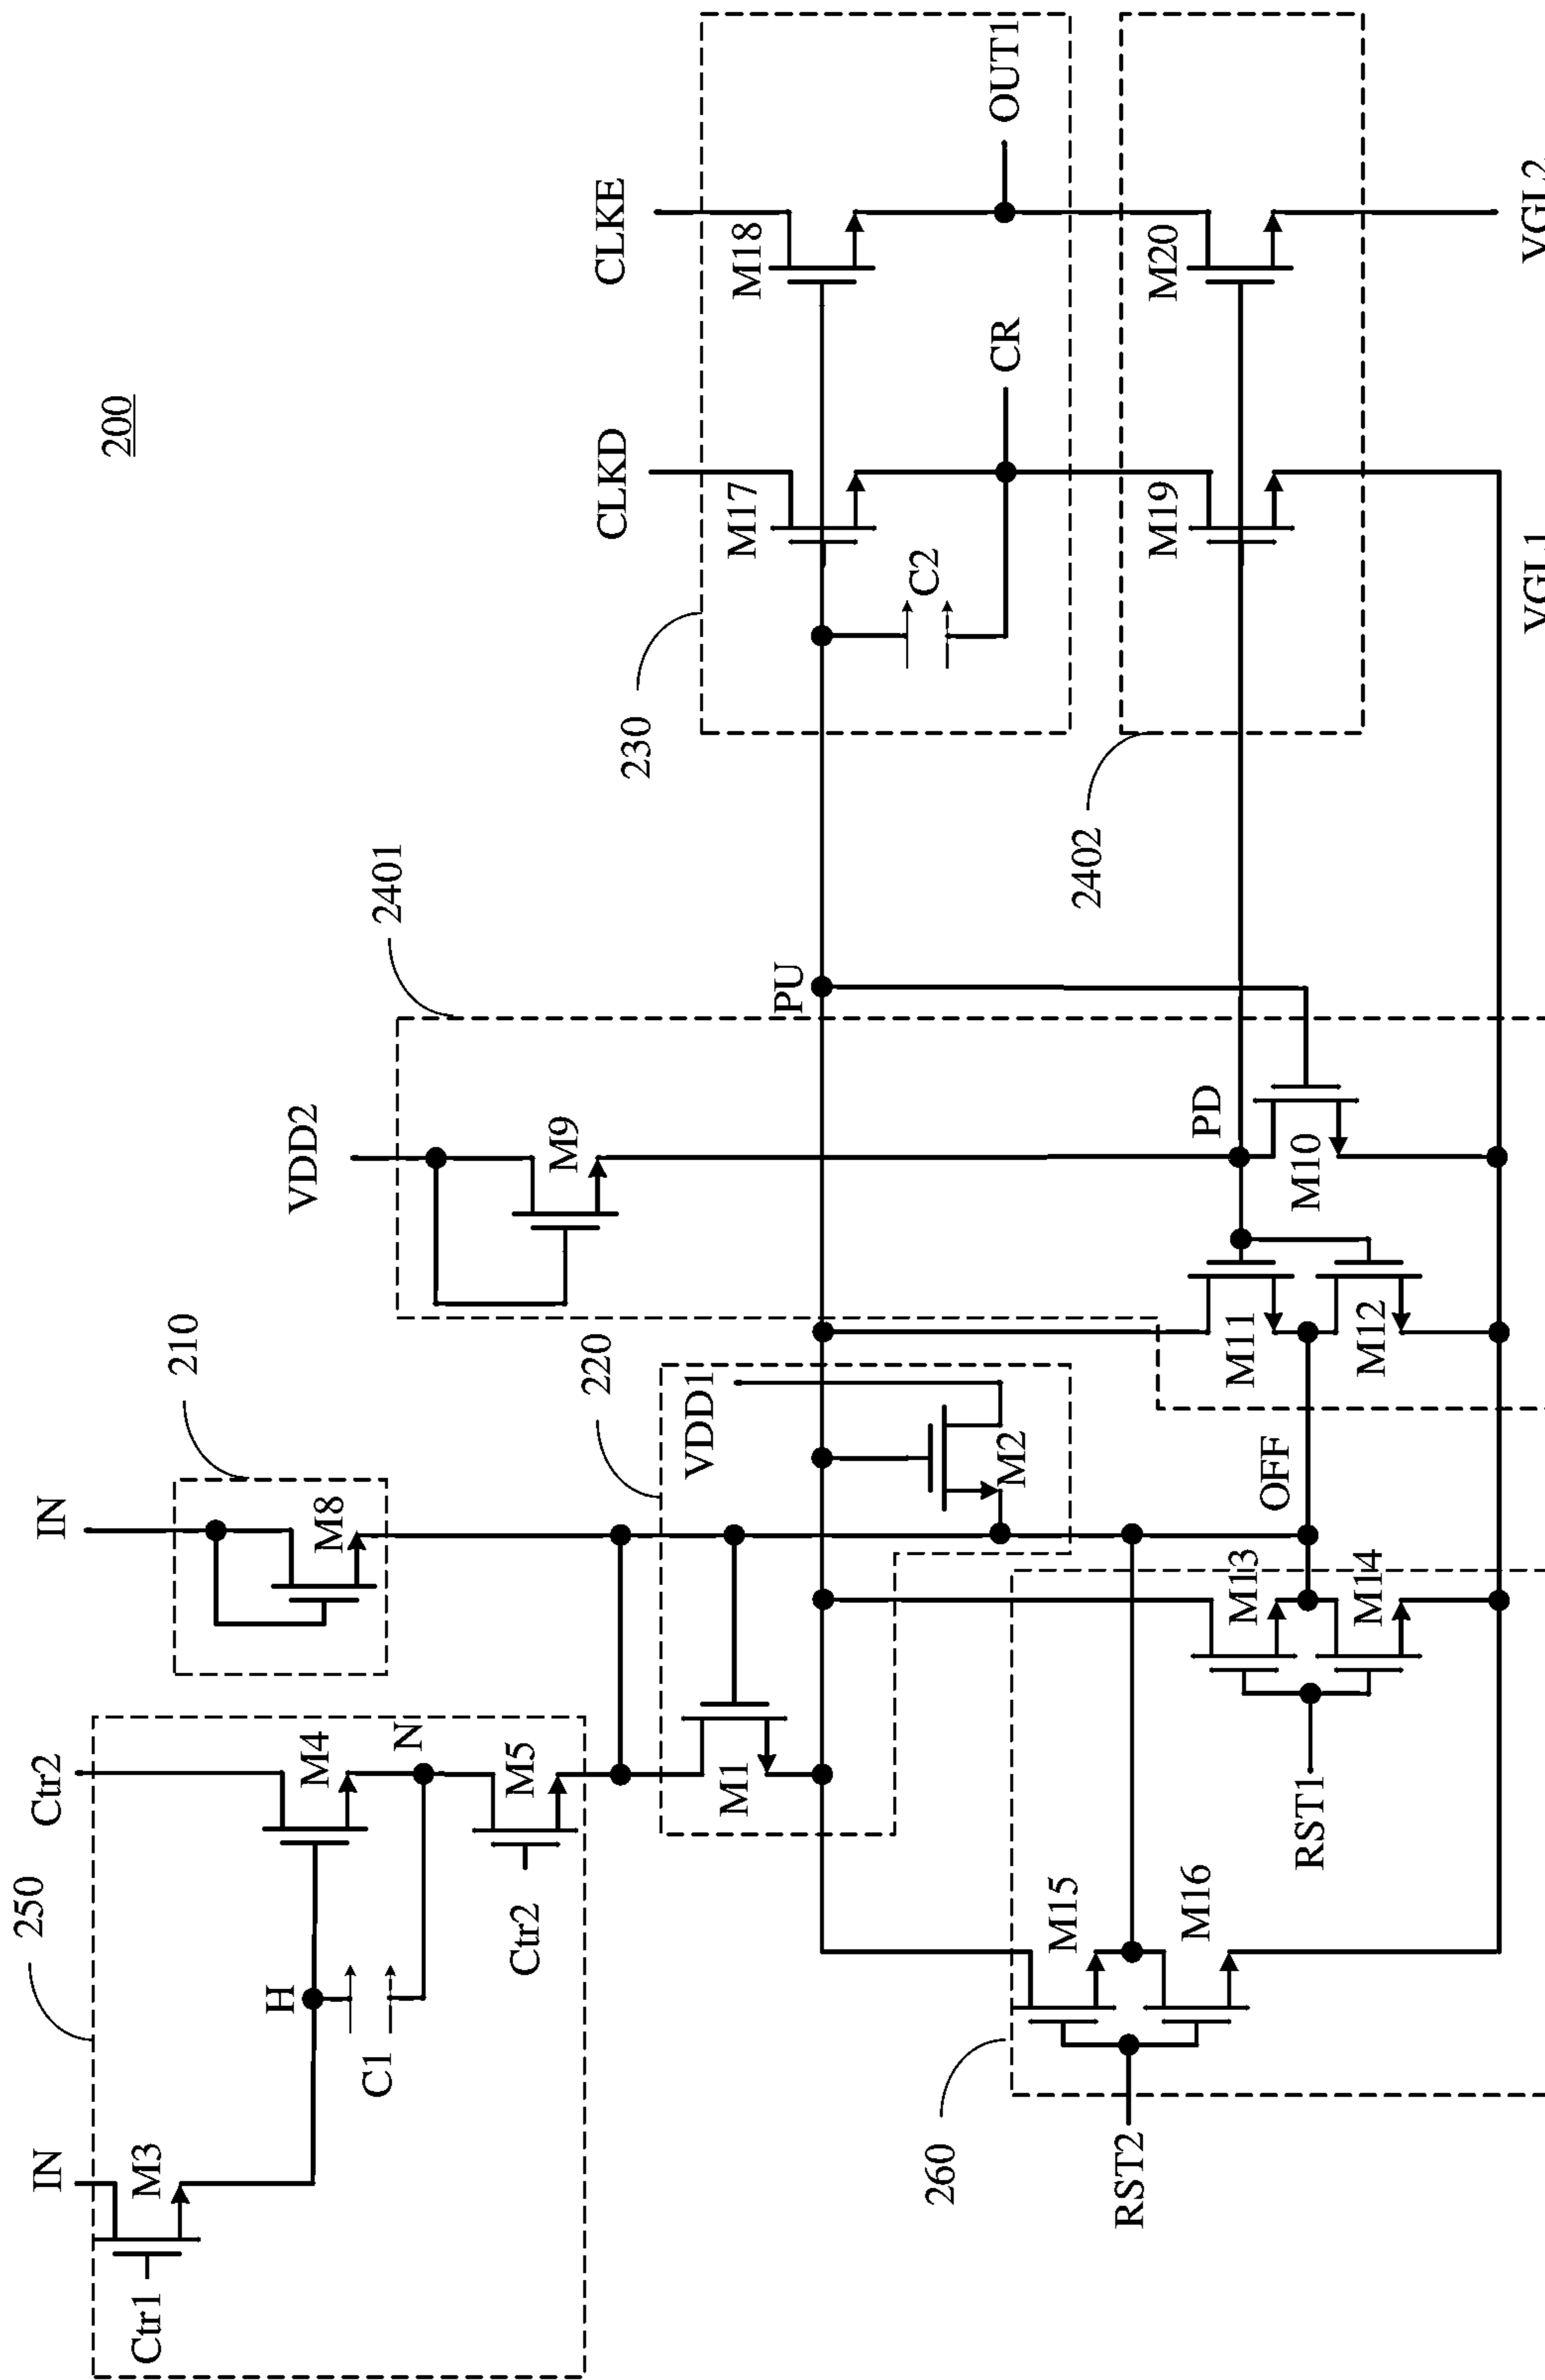 200
250
IN
Ctr1
M3
H
C1
Ctr2
M4
N
M5
Ctr2
IN
210
M8
220
VDD1
M1
M2
VDD2
2401
M9
PU
PD
M10
M11
M12
OFF
260
RST2
M15
M16
RST1
M13
M14
230
CLKD
CLKE
M17
M18
C2
CR
OUT1
2402
M19
M20
VGL1
VGL2